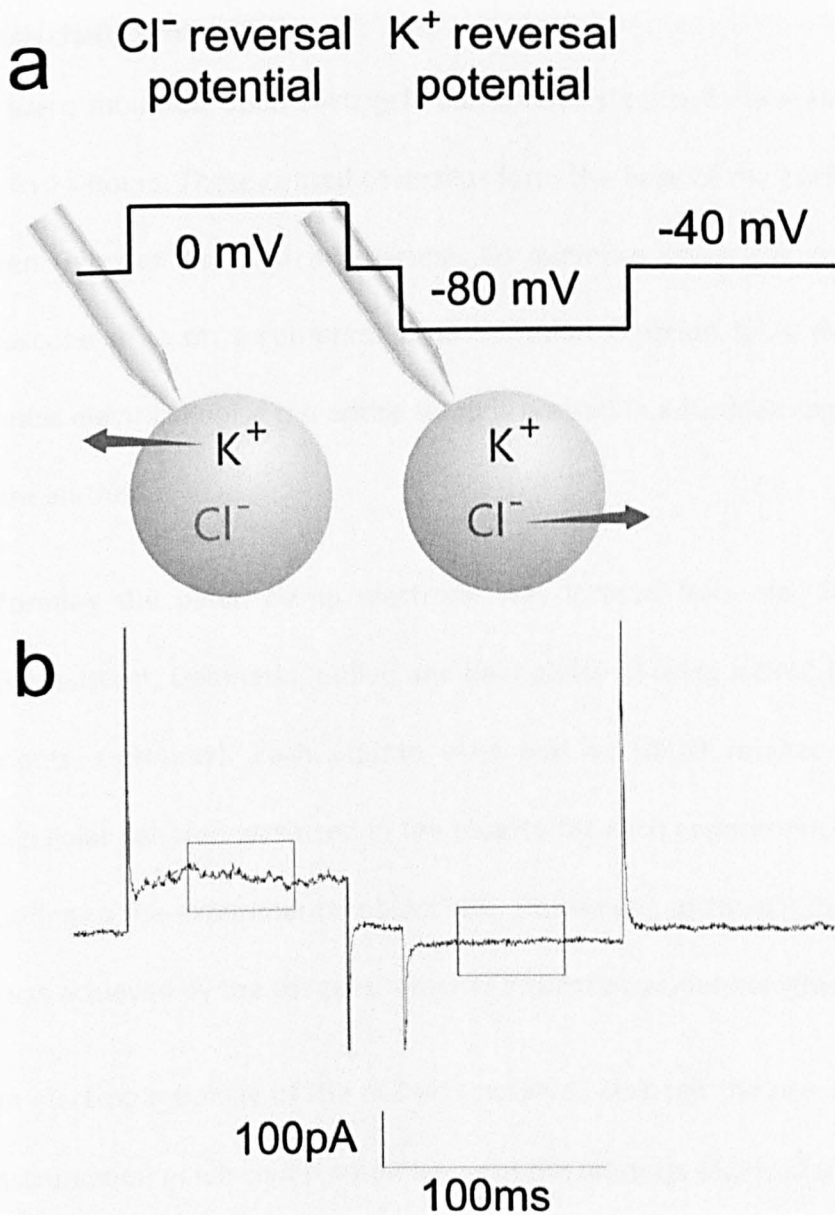 a
Cl⁻ reversal potential
K⁺ reversal potential
0 mV
-80 mV
-40 mV
K⁺
Cl⁻
K⁺
Cl⁻
b
100pA
100ms